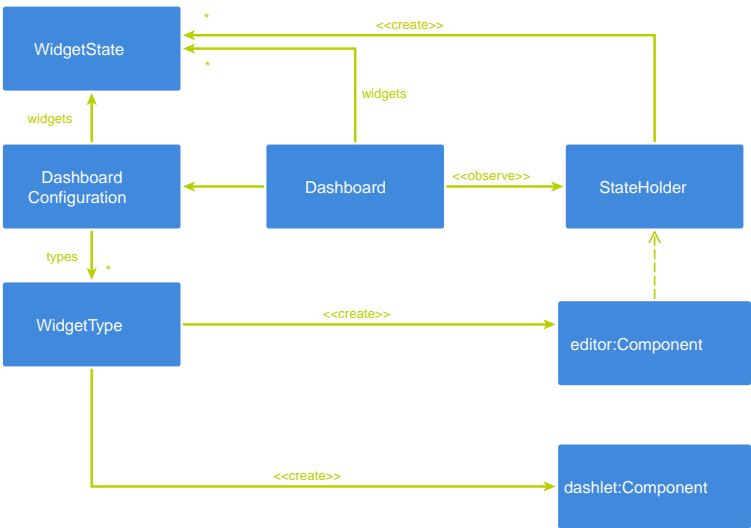 *
<<create>>
WidgetState
*
widgets
widgets
Dashboard
Configuration
Dashboard
<<observe>>
StateHolder
types
*
WidgetType
<<create>>
editor:Component
<<create>>
dashlet:Component